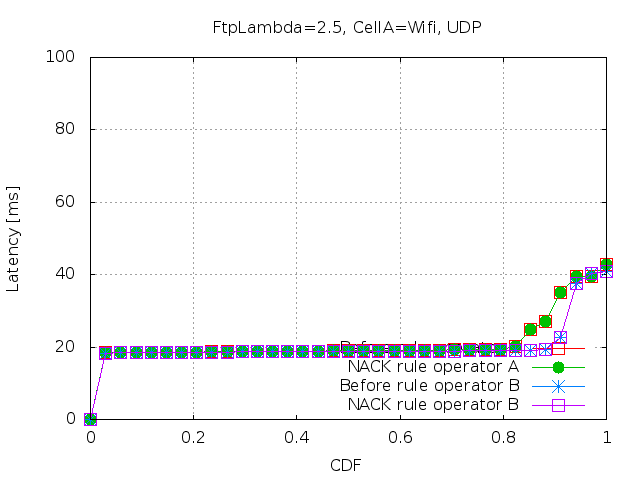 FtpLambda=2.5, CellA=Wifi, UDP
100
80
60
40
20
0
Latency [ms]
NACK rule operator A
Before rule operator B
NACK rule operator B
0 0.2 0.4 0.6 0.8 1
CDF